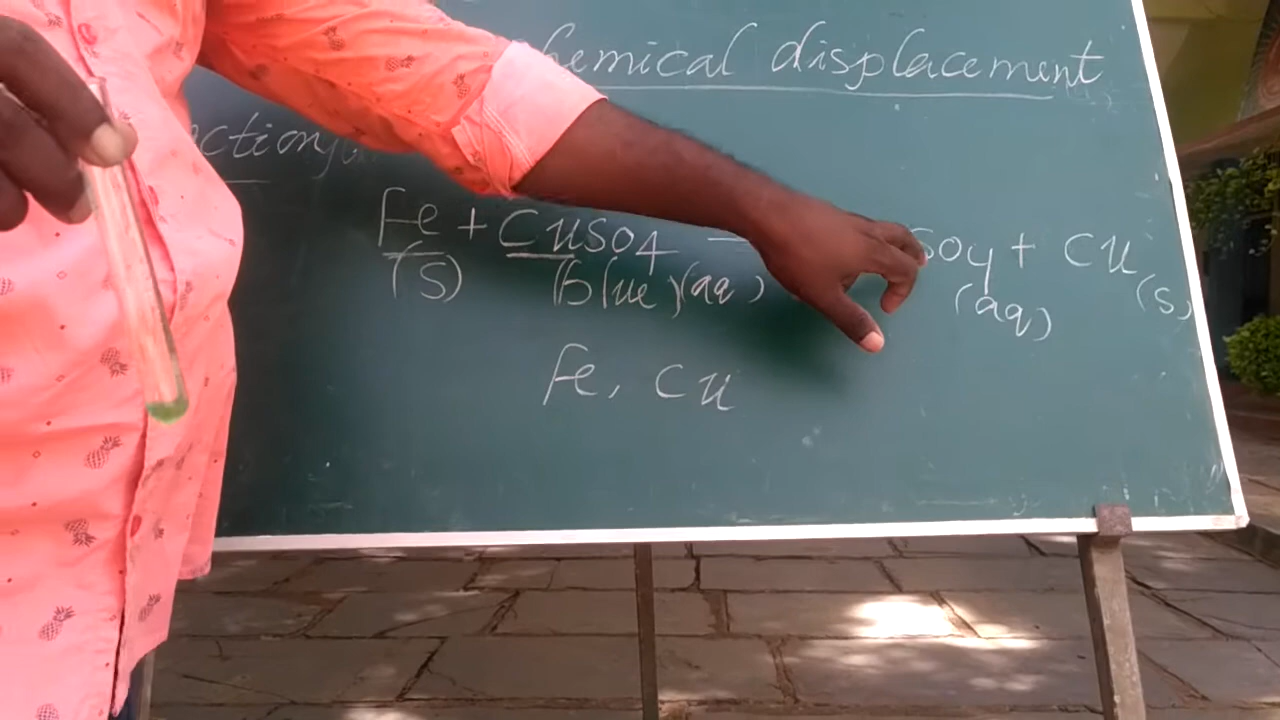 hemical displacement
ction
Fe + CuSO4 — SO4 + Cu
(s) (blue)(aq) (aq) (s)
Fe, Cu